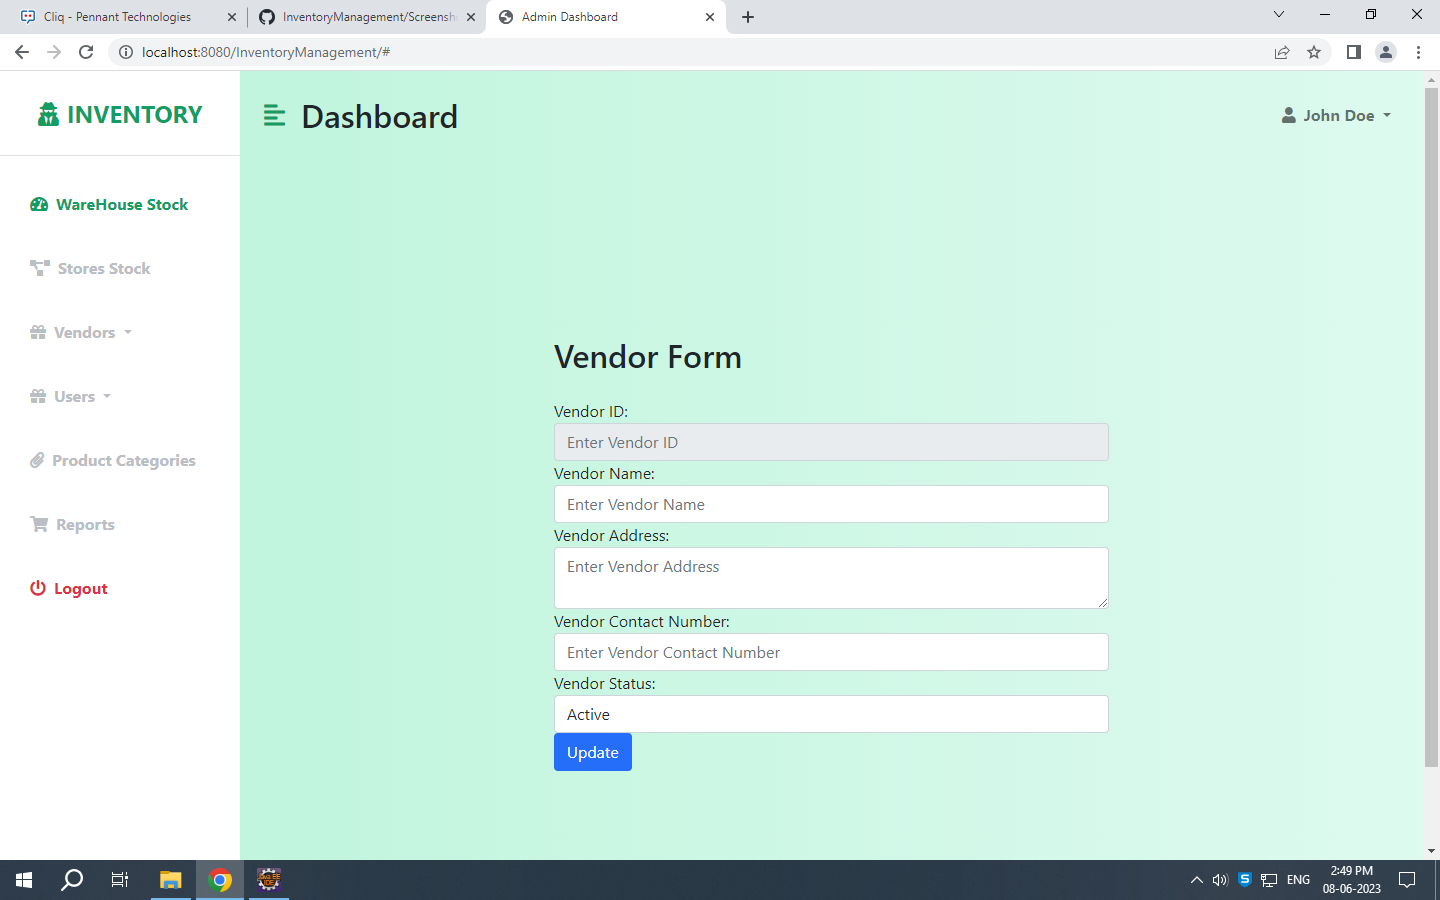 Cliq - Pennant Technologies
InventoryManagement/Screensh
Admin Dashboard
localhost:8080/InventoryManagement/#
INVENTORY
Dashboard
John Doe
WareHouse Stock
Stores Stock
Vendors
Users
Product Categories
Reports
Logout
Vendor Form
Vendor ID:
Enter Vendor ID
Vendor Name:
Enter Vendor Name
Vendor Address:
Enter Vendor Address
Vendor Contact Number:
Enter Vendor Contact Number
Vendor Status:
Active
Update
Java EE
IDE
S
ENG
2:49 PM
08-06-2023